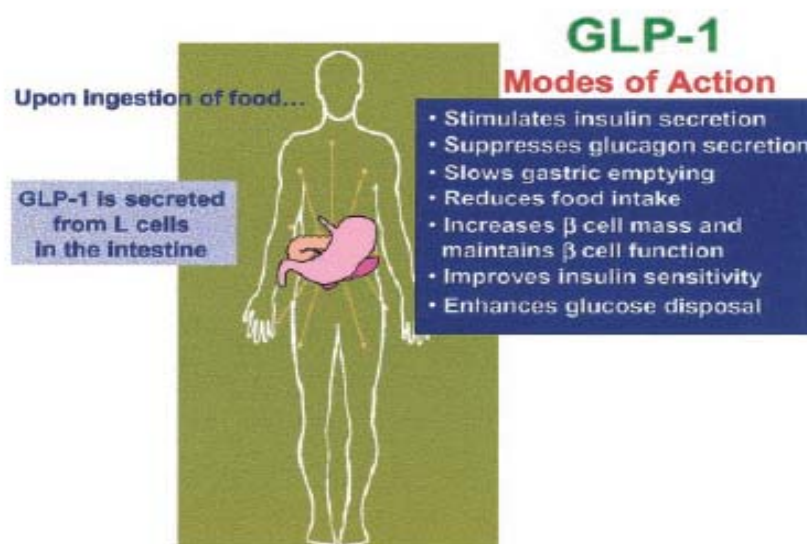 GLP-1
Modes of Action
Upon ingestion of food...
GLP-1 is secreted
from L cells
in the intestine
• Stimulates insulin secretion
• Suppresses glucagon secretion
• Slows gastric emptying
• Reduces food intake
• Increases β cell mass and
maintains β cell function
• Improves insulin sensitivity
• Enhances glucose disposal